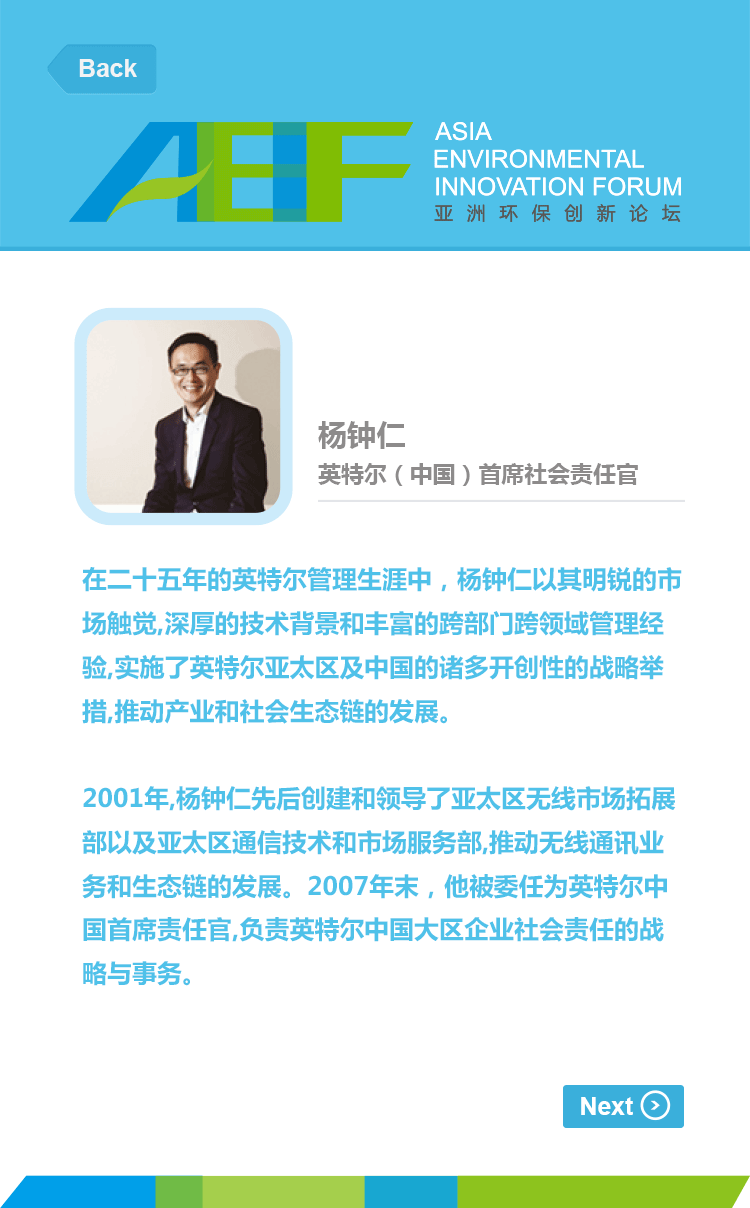 Back
AEIF
ASIA
ENVIRONMENTAL
INNOVATION FORUM
亚洲环保创新论坛
杨钟仁
英特尔（中国）首席社会责任官
在二十五年的英特尔管理生涯中，杨钟仁以其明锐的市
场触觉,深厚的技术背景和丰富的跨部门跨领域管理经
验,实施了英特尔亚太区及中国的诸多开创性的战略举
措,推动产业和社会生态链的发展。
2001年,杨钟仁先后创建和领导了亚太区无线市场拓展
部以及亚太区通信技术和市场服务部,推动无线通讯业
务和生态链的发展。2007年末，他被委任为英特尔中
国首席责任官,负责英特尔中国大区企业社会责任的战
略与事务。
Next